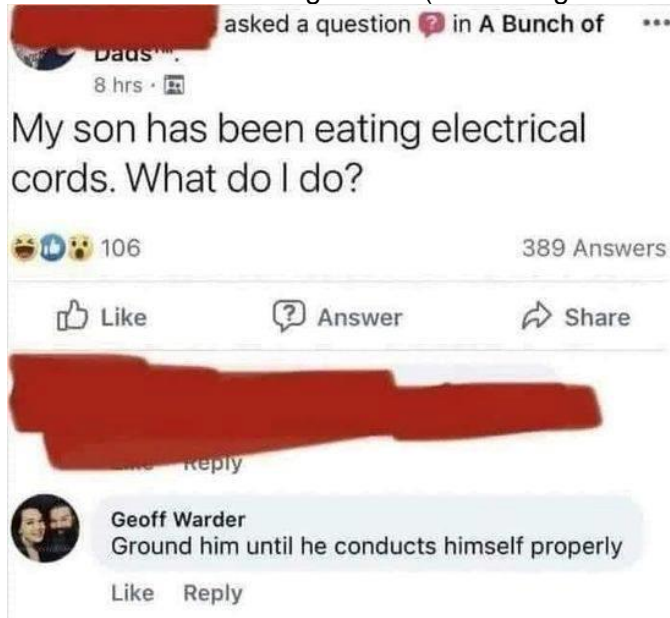 asked a question in A Bunch of
Dads™.
8 hrs ·
My son has been eating electrical
cords. What do I do?
106 389 Answers
Like Answer Share
Reply
Geoff Warder
Ground him until he conducts himself properly
Like Reply